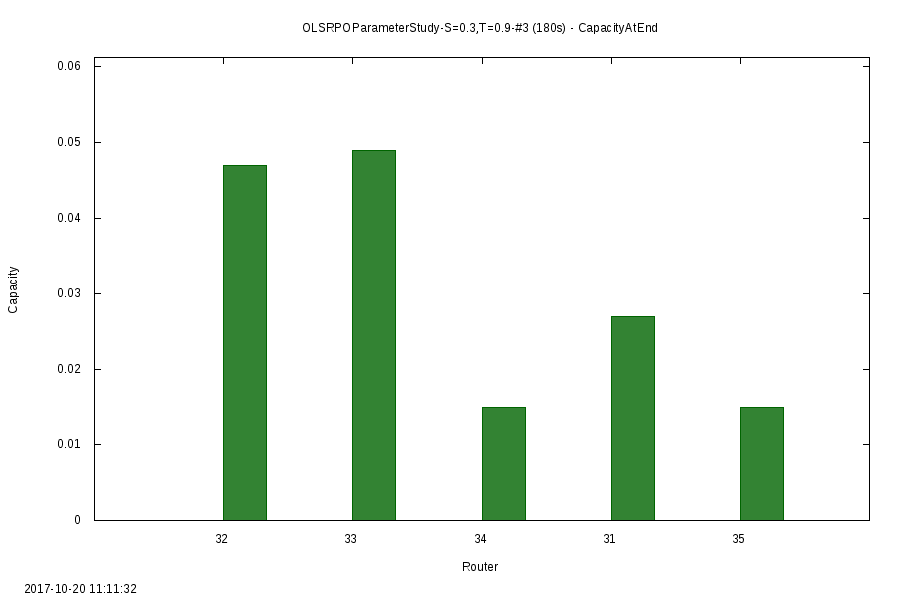 OLSRPOParameterStudy-S=0.3,T=0.9-#3 (180s) - CapacityAtEnd
0.06
0.05
0.04
0.03
0.02
0.01
0
Capacity
32 33 34 31 35
Router
2017-10-20 11:11:32